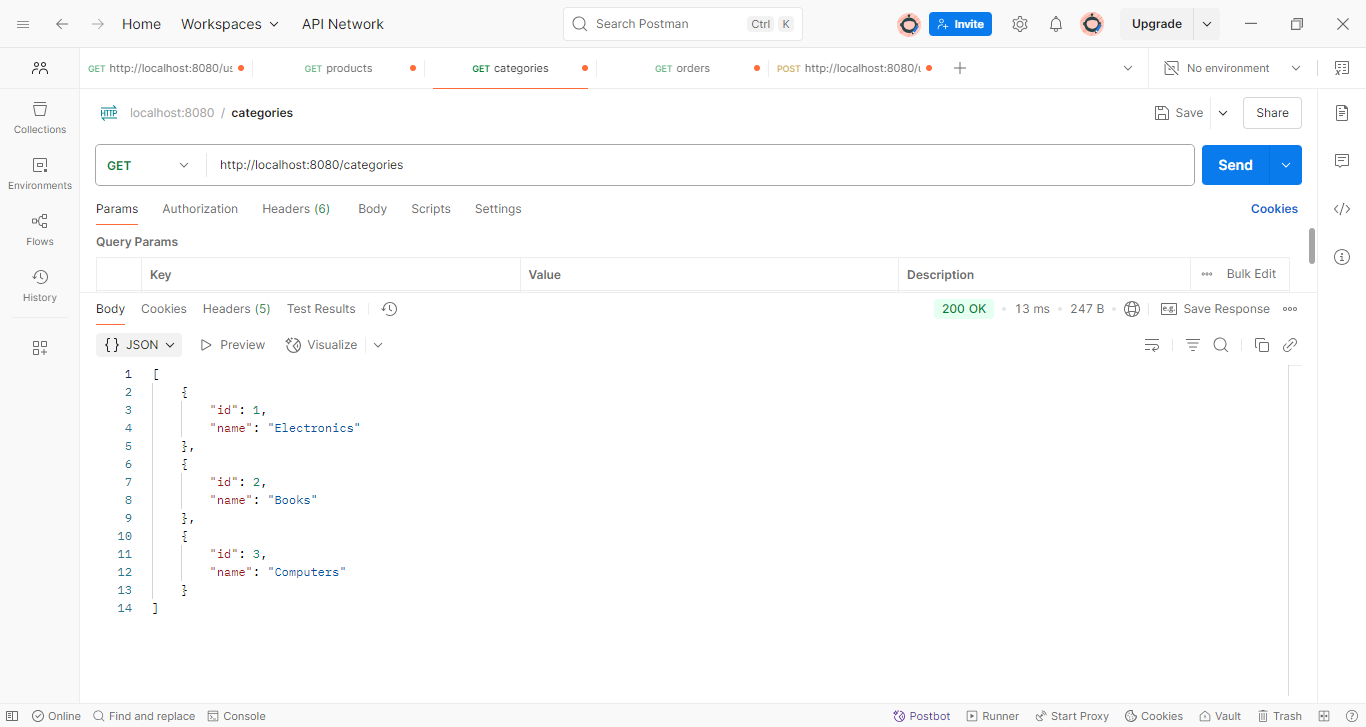 Home Workspaces API Network Search Postman Ctrl K Invite Upgrade
GET http://localhost:8080/us GET products GET categories GET orders POST http://localhost:8080/u No environment
HTTP localhost:8080 / categories Save Share
GET http://localhost:8080/categories Send
Params Authorization Headers (6) Body Scripts Settings Cookies
Query Params
Key Value Description Bulk Edit
Collections
Environments
Flows
History
Body Cookies Headers (5) Test Results 200 OK 13 ms 247 B e.g. Save Response
{} JSON Preview Visualize
1 [
2 {
3 "id": 1,
4 "name": "Electronics"
5 },
6 {
7 "id": 2,
8 "name": "Books"
9 },
10 {
11 "id": 3,
12 "name": "Computers"
13 }
14 ]
Online Find and replace Console Postbot Runner Start Proxy Cookies Vault Trash